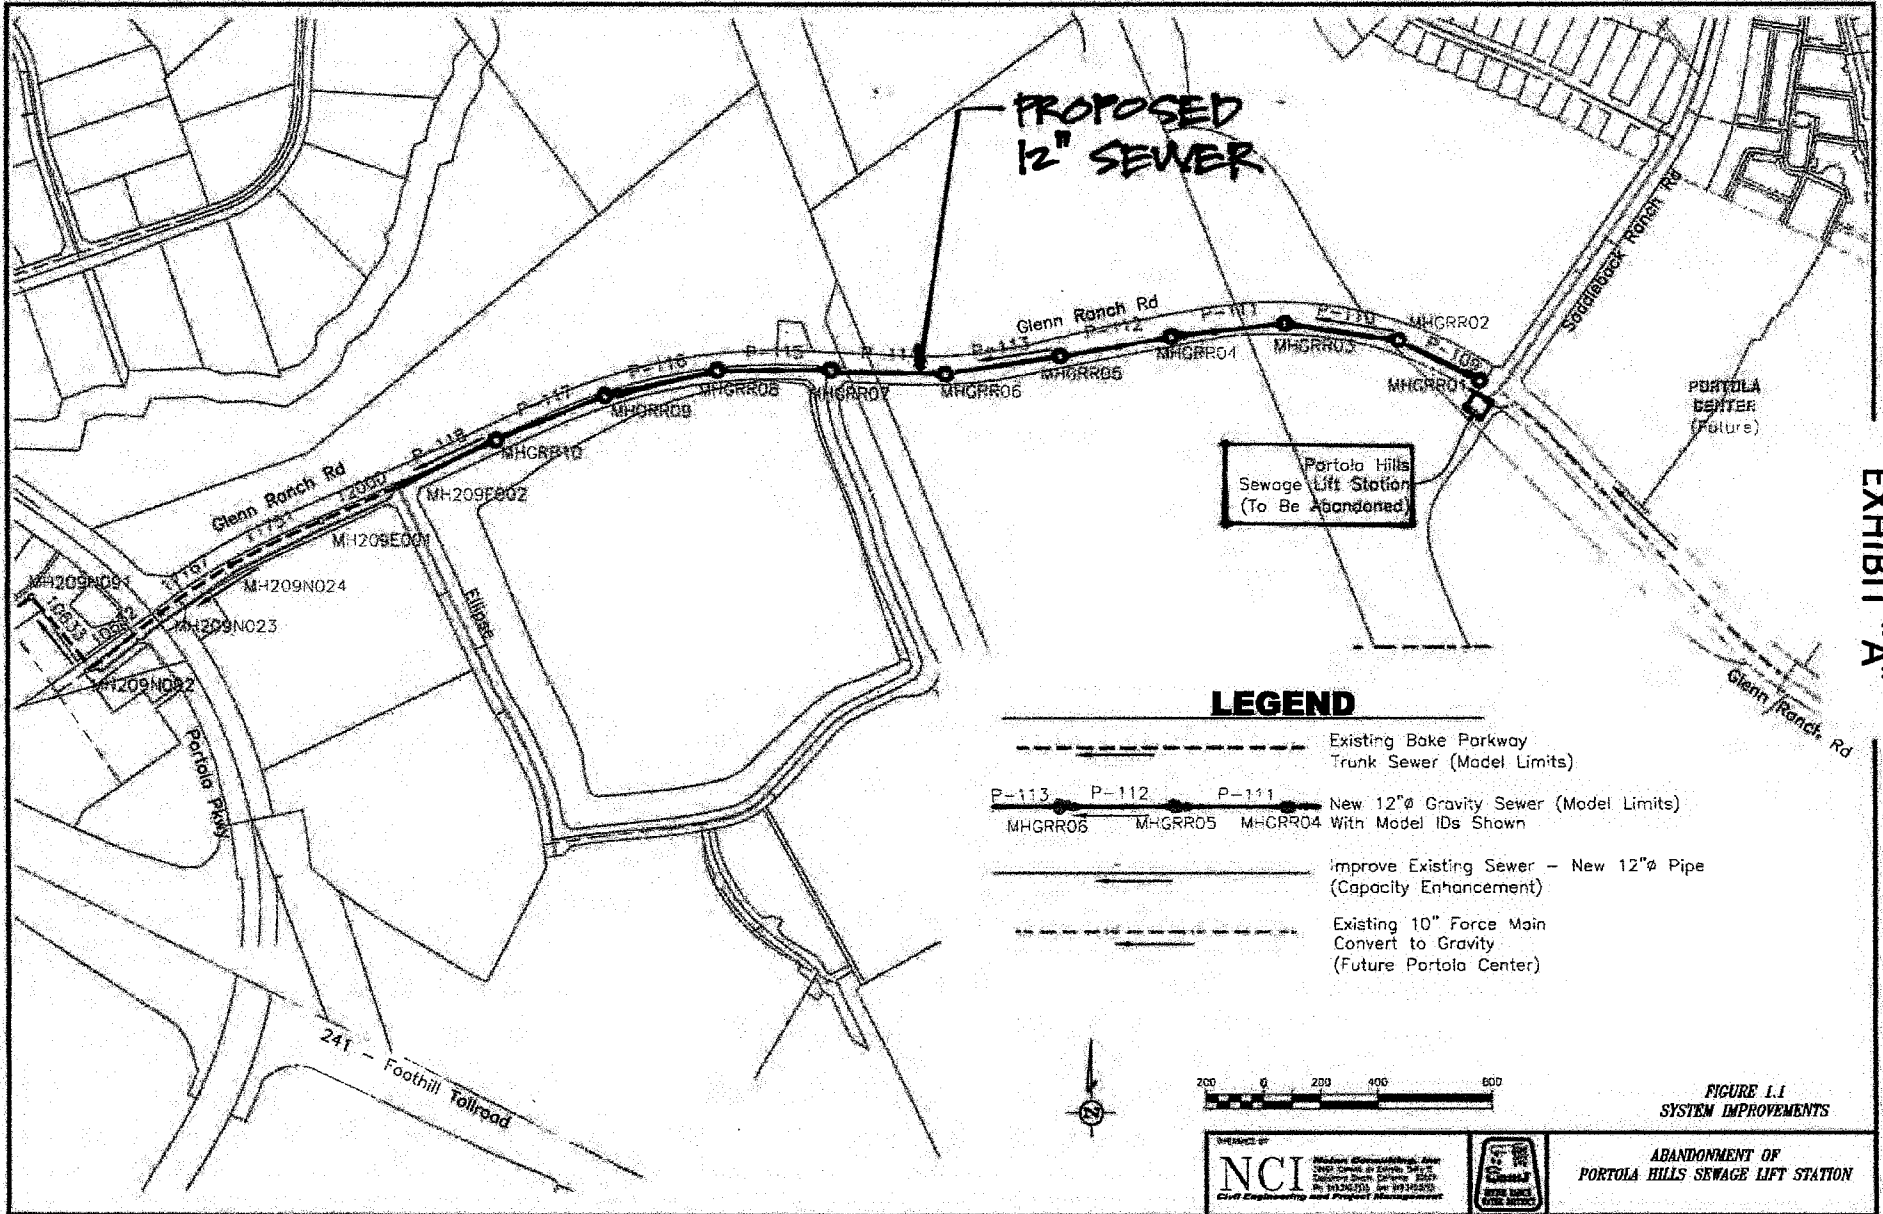 PROPOSED
12" SEWER
Glenn Ranch Rd
P-112
P-111
P-110
MHGRR02
P-109
P-113
MHGRR04
MHGRR03
MHGRR01
MHGRR05
MHGRR06
MHGRR07
P-115
MHGRR08
P-116
MHGRR09
P-117
MHGRR10
P-118
Saddleback Ranch Rd
PORTOLA
CENTER
(Future)
Portola Hills
Sewage Lift Station
(To Be Abandoned)
EXHIBIT "A"
Glenn Ranch Rd
12000
MH209E002
MH209E001
MH209N024
MH209N023
MH209N091
10633
MH209N092
Ellipse
Portola Pkwy
Glenn Ranch Rd
241 - Foothill Tollroad
LEGEND
Existing Bake Parkway
Trunk Sewer (Model Limits)
P-113 P-112 P-111
MHGRR06 MHGRR05 MHGRR04
New 12"ø Gravity Sewer (Model Limits)
With Model IDs Shown
Improve Existing Sewer – New 12"ø Pipe
(Capacity Enhancement)
Existing 10" Force Main
Convert to Gravity
(Future Portola Center)
N
200 0 200 400 800
FIGURE 1.1
SYSTEM IMPROVEMENTS
PREPARED BY
NCI
Civil Engineering and Project Management
ABANDONMENT OF
PORTOLA HILLS SEWAGE LIFT STATION